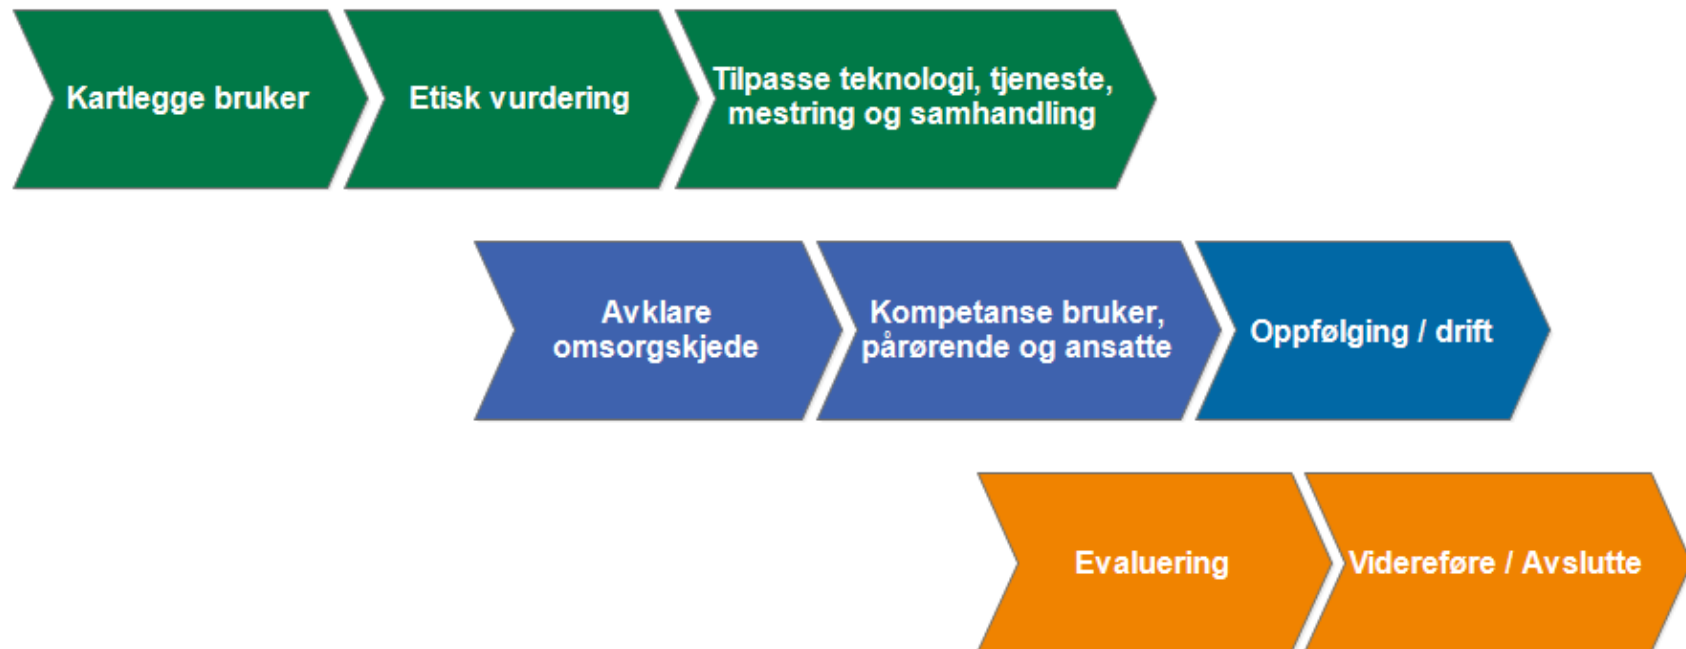 Kartlegge bruker
Etisk vurdering
Tilpasse teknologi, tjeneste,
mestring og samhandling
Avklare
omsorgskjede
Kompetanse bruker,
pårørende og ansatte
Oppfølging / drift
Evaluering
Videreføre / Avslutte